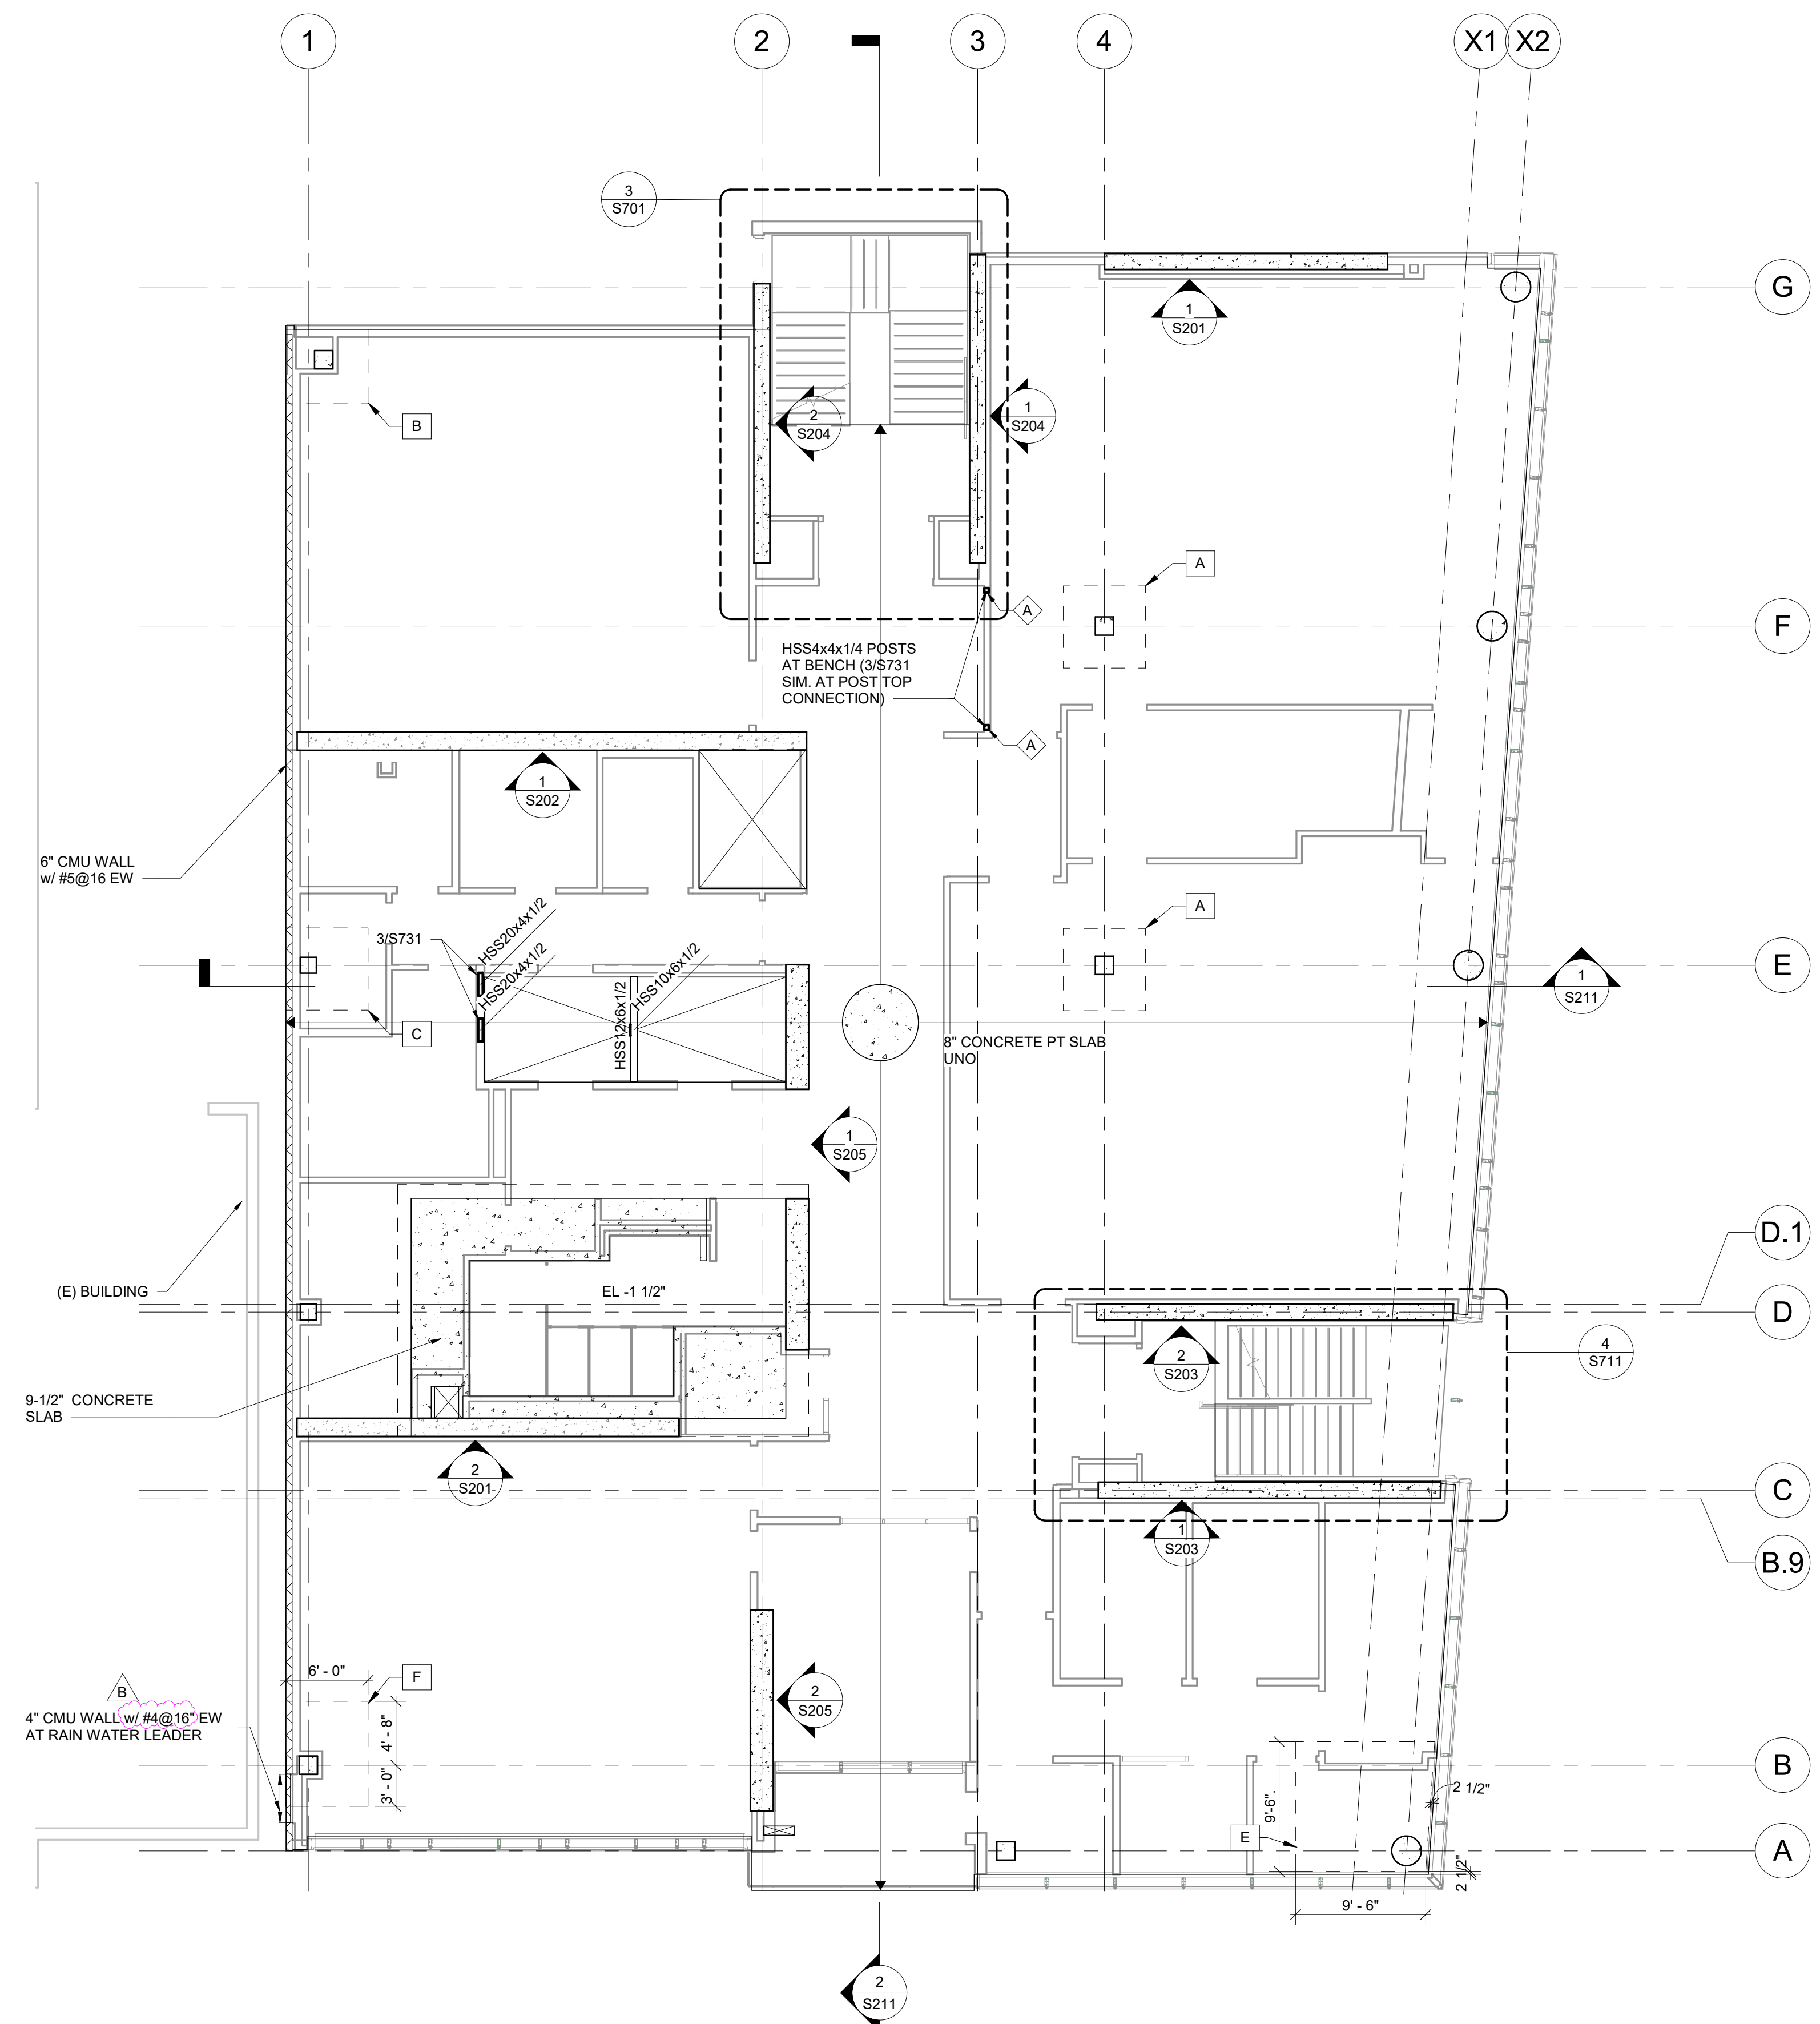 1
2
3
4
X1
X2
3
S701
G
1
S201
B
2
S204
1
S204
A
A
F
HSS4x4x1/4 POSTS
AT BENCH (3/S731
SIM. AT POST TOP
CONNECTION)
A
1
S202
6" CMU WALL
w/ #5@16 EW
A
3/S731
HSS20x4x1/2
HSS20x4x1/2
HSS12x6x1/2
HSS10x6x1/2
E
1
S211
C
8" CONCRETE PT SLAB
UNO
1
S205
D.1
(E) BUILDING
EL -1 1/2"
D
2
S203
4
S711
9-1/2" CONCRETE
SLAB
2
S201
C
1
S203
B.9
6' - 0"
F
B
4" CMU WALL w/ #4@16" EW
AT RAIN WATER LEADER
4' - 8"
3' - 0"
2
S205
B
2 1/2"
9'-6".
E
A
2 1/2"
9' - 6"
2
S211